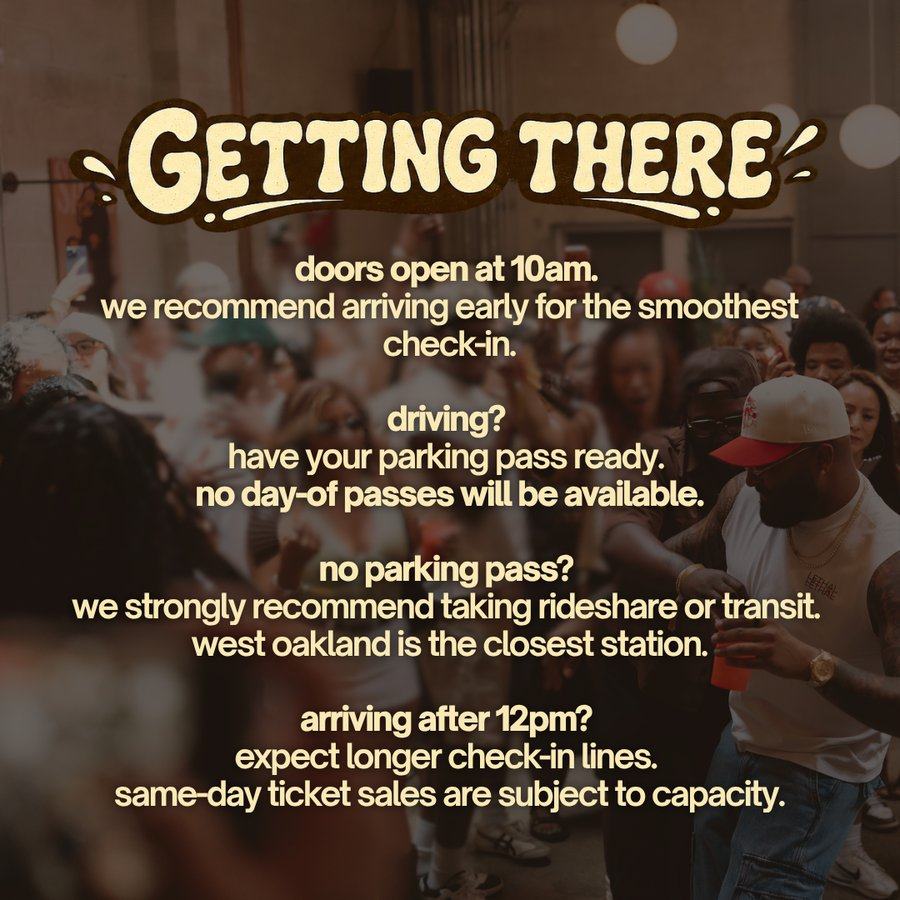 GETTING THERE
doors open at 10am.
we recommend arriving early for the smoothest
check-in.
driving?
have your parking pass ready.
no day-of passes will be available.
no parking pass?
we strongly recommend taking rideshare or transit.
west oakland is the closest station.
arriving after 12pm?
expect longer check-in lines.
same-day ticket sales are subject to capacity.
LETHAL
LETHAL